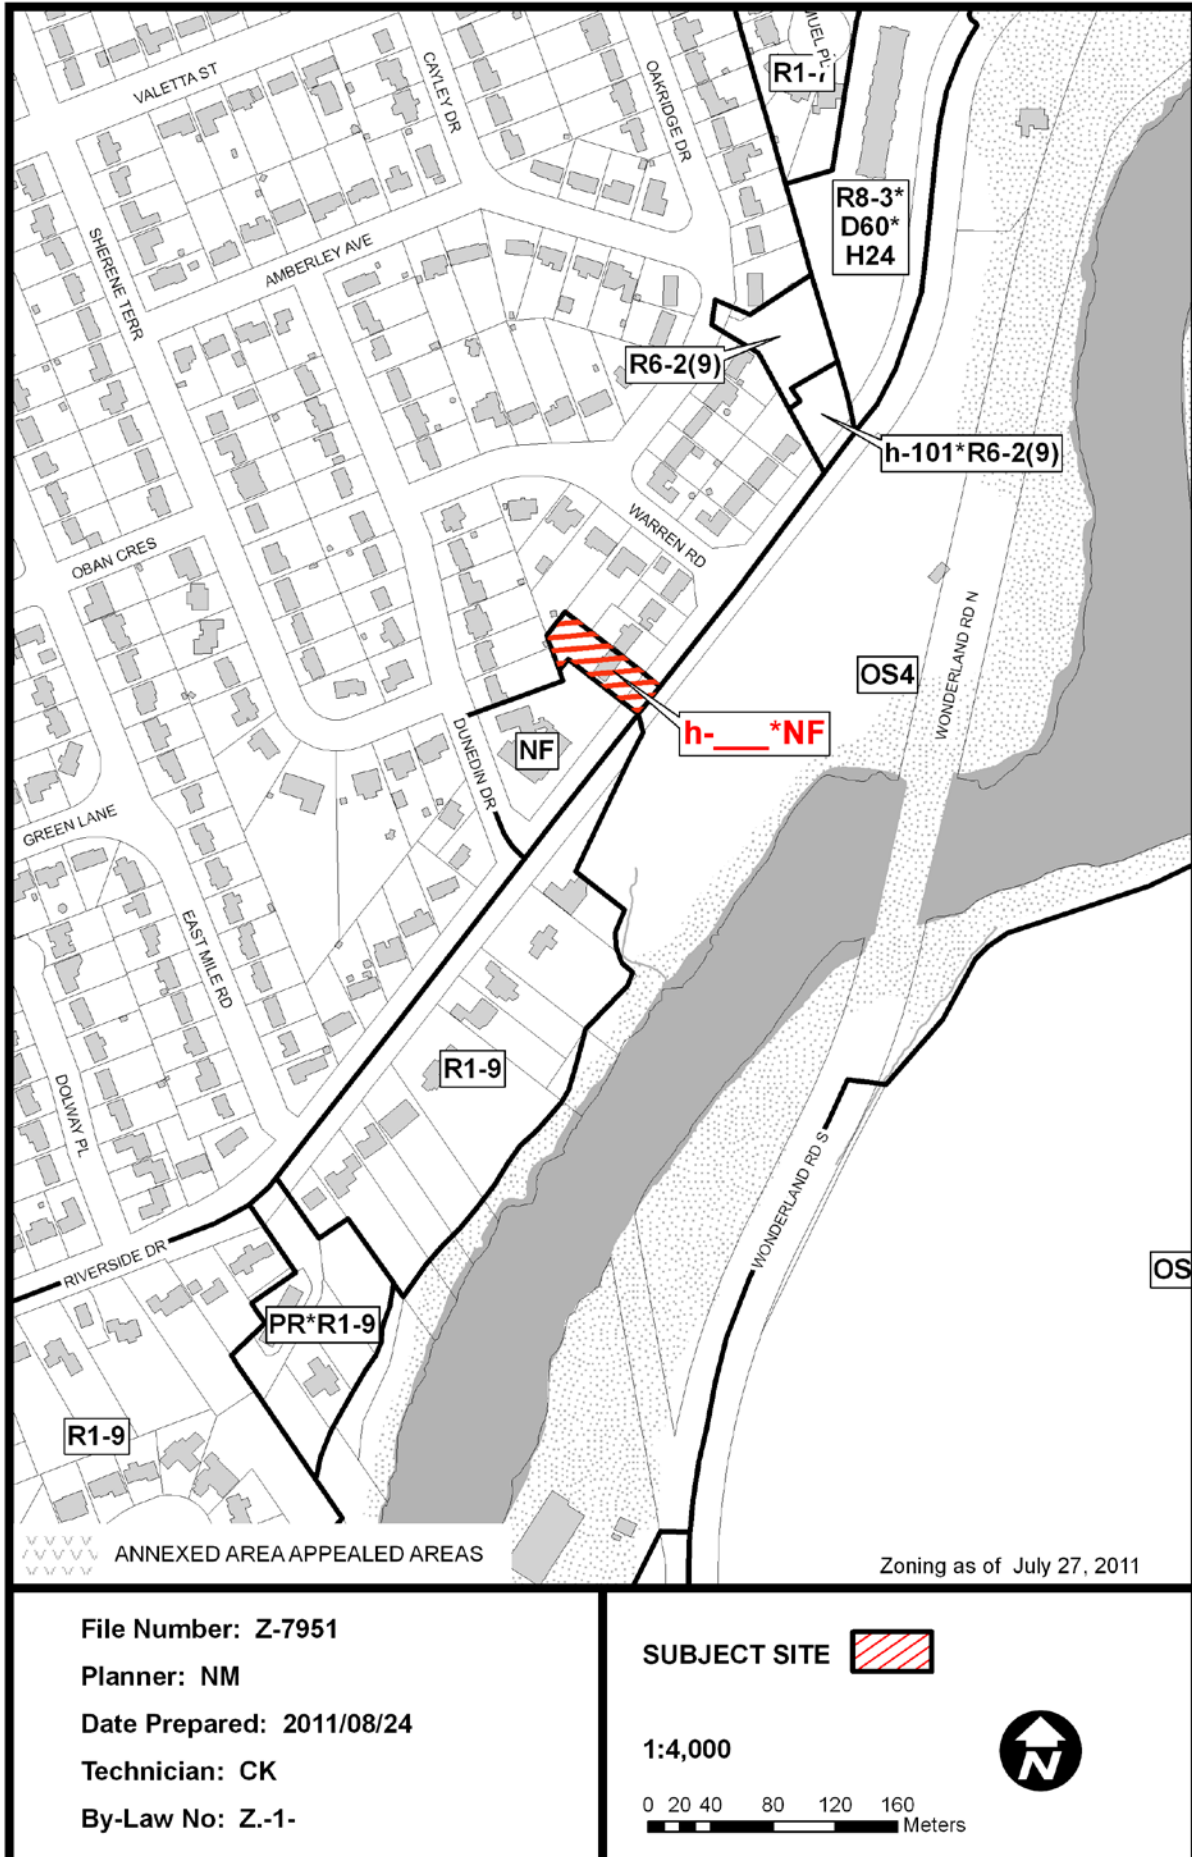 MUEL PL
R1-7
CAYLEY DR
OAKRIDGE DR
VALETTA ST
R8-3*
D60*
H24
SHERENE TERR
AMBERLEY AVE
R6-2(9)
h-101*R6-2(9)
WARREN RD
OBAN CRES
WONDERLAND RD N
OS4
h-___*NF
NF
DUNEDIN DR
GREEN LANE
EAST MILE RD
R1-9
DOLWAY PL
WONDERLAND RD S
RIVERSIDE DR
OS
PR*R1-9
R1-9
ANNEXED AREA APPEALED AREAS
Zoning as of July 27, 2011
File Number: Z-7951
Planner: NM
Date Prepared: 2011/08/24
Technician: CK
By-Law No: Z.-1-
SUBJECT SITE
1:4,000
N
0 20 40 80 120 160
Meters